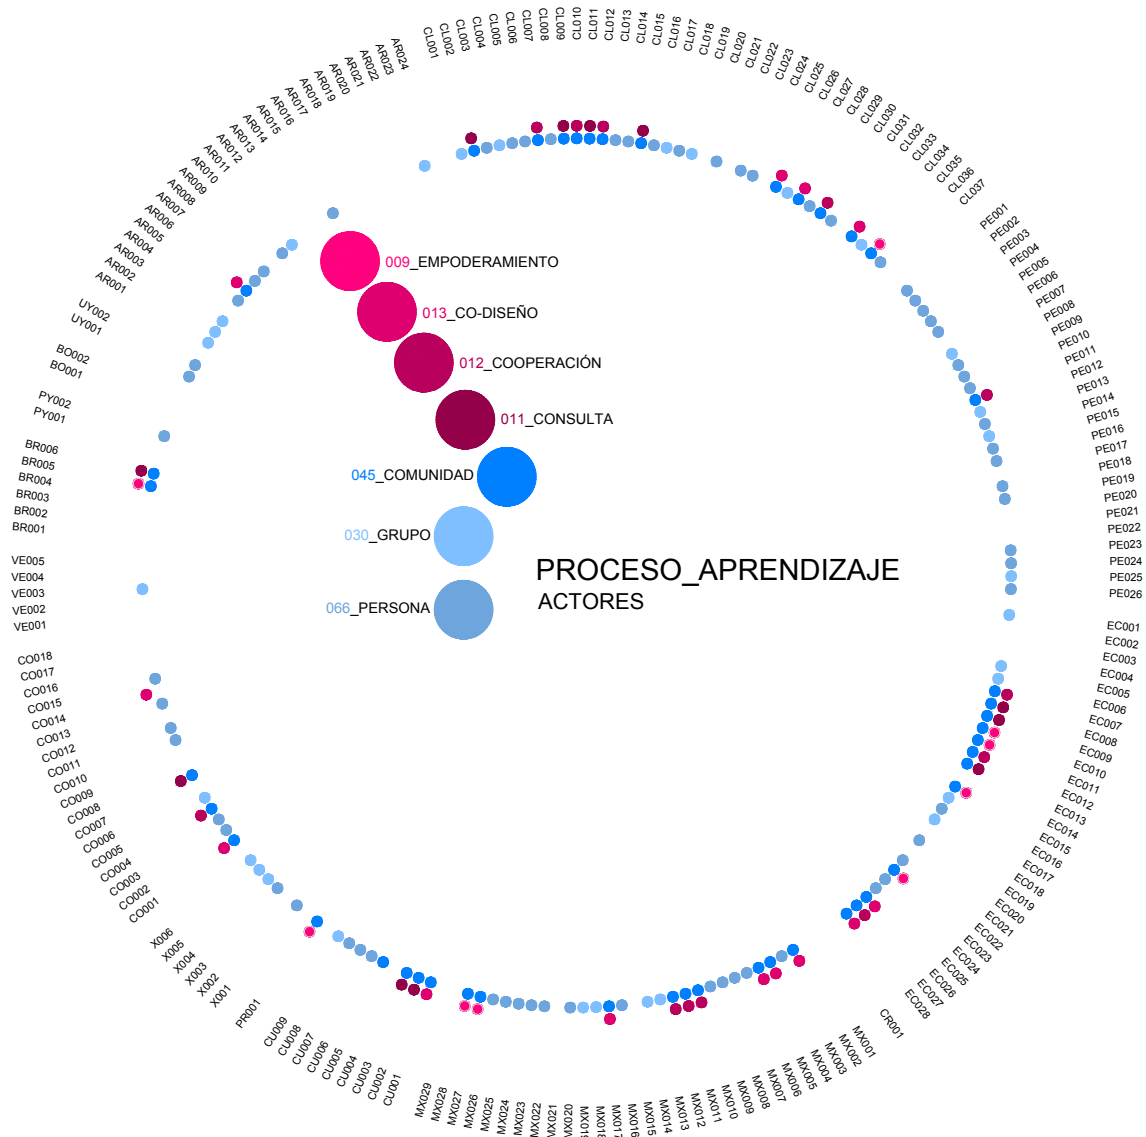 009_EMPODERAMIENTO
013_CO-DISEÑO
012_COOPERACIÓN
011_CONSULTA
045_COMUNIDAD
030_GRUPO
066_PERSONA
PROCESO_APRENDIZAJE
ACTORES
CL001
CL002
CL003
CL004
CL005
CL006
CL007
CL008
CL009
CL010
CL011
CL012
CL013
CL014
CL015
CL016
CL017
CL018
CL019
CL020
CL021
CL022
CL023
CL024
CL025
CL026
CL027
CL028
CL029
CL030
CL031
CL032
CL033
CL034
CL035
CL036
CL037
PE001
PE002
PE003
PE004
PE005
PE006
PE007
PE008
PE009
PE010
PE011
PE012
PE013
PE014
PE015
PE016
PE017
PE018
PE019
PE020
PE021
PE022
PE023
PE024
PE025
PE026
EC001
EC002
EC003
EC004
EC005
EC006
EC007
EC008
EC009
EC010
EC011
EC012
EC013
EC014
EC015
EC016
EC017
EC018
EC019
EC020
EC021
EC022
EC023
EC024
EC025
EC026
EC027
EC028
CR001
MX001
MX002
MX003
MX004
MX005
MX006
MX007
MX008
MX009
MX010
MX011
MX012
MX013
MX014
MX015
MX016
MX017
MX018
MX019
MX020
MX021
MX022
MX023
MX024
MX025
MX026
MX027
MX028
MX029
CU001
CU002
CU003
CU004
CU005
CU006
CU007
CU008
CU009
PR001
X001
X002
X003
X004
X005
X006
CO001
CO002
CO003
CO004
CO005
CO006
CO007
CO008
CO009
CO010
CO011
CO012
CO013
CO014
CO015
CO016
CO017
CO018
VE001
VE002
VE003
VE004
VE005
BR001
BR002
BR003
BR004
BR005
BR006
PY001
PY002
BO001
BO002
UY001
UY002
AR001
AR002
AR003
AR004
AR005
AR006
AR007
AR008
AR009
AR010
AR011
AR012
AR013
AR014
AR015
AR016
AR017
AR018
AR019
AR020
AR021
AR022
AR023
AR024